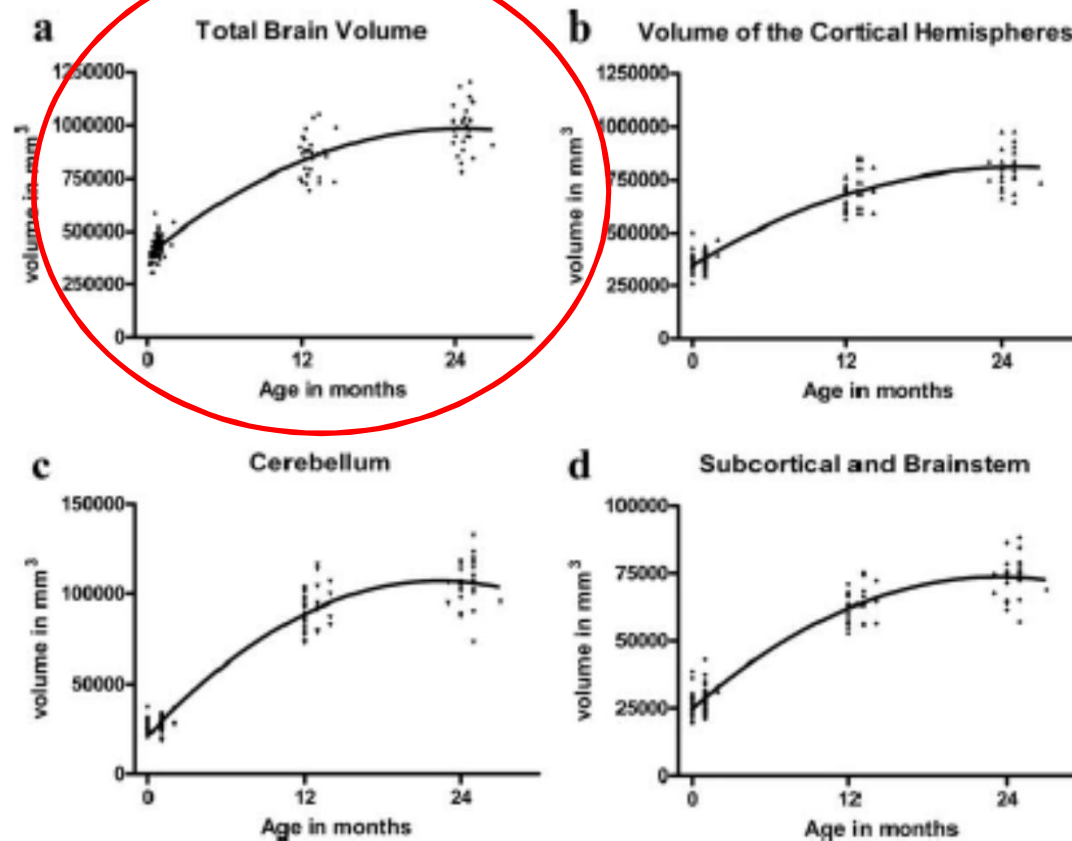 a Total Brain Volume
1250000
1000000
750000
500000
250000
0
0 12 24
volume in mm³
Age in months
b Volume of the Cortical Hemispheres
1250000
1000000
750000
500000
250000
0
0 12 24
volume in mm³
Age in months
c Cerebellum
150000
100000
50000
0
0 12 24
volume in mm³
Age in months
d Subcortical and Brainstem
100000
75000
50000
25000
0
0 12 24
volume in mm³
Age in months